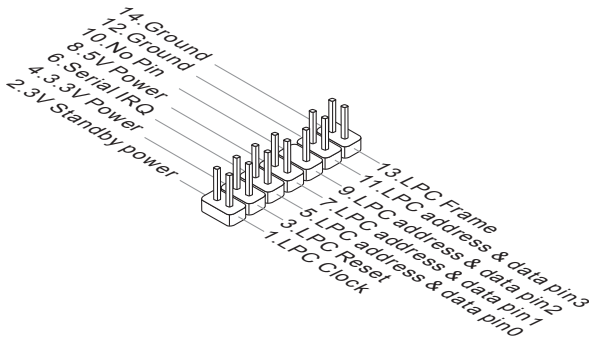 14.Ground
12.Ground
10.No Pin
8.5V Power
6.Serial IRQ
4.3.3V Power
2.3V Standby power
13.LPC Frame
11.LPC address & data pin3
9.LPC address & data pin2
7.LPC address & data pin1
5.LPC address & data pin0
3.LPC Reset
1.LPC Clock